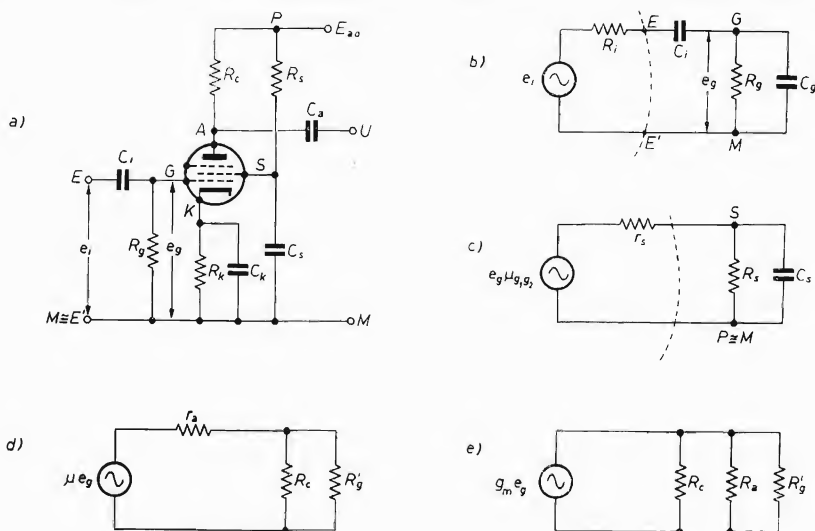 a)
P
E_ao
R_c
R_s
A
C_a
U
C_i
E
G
S
K
e_i
R_g
e_g
R_k
C_k
C_s
M≅E'
M
b)
R_i
E
C_i
G
e_i
e_g
R_g
C_g
E'
M
c)
r_s
S
e_g μ_g1g2
R_s
C_s
P≅M
d)
r_a
μe_g
R_c
R'_g
e)
g_m e_g
R_c
R_a
R'_g